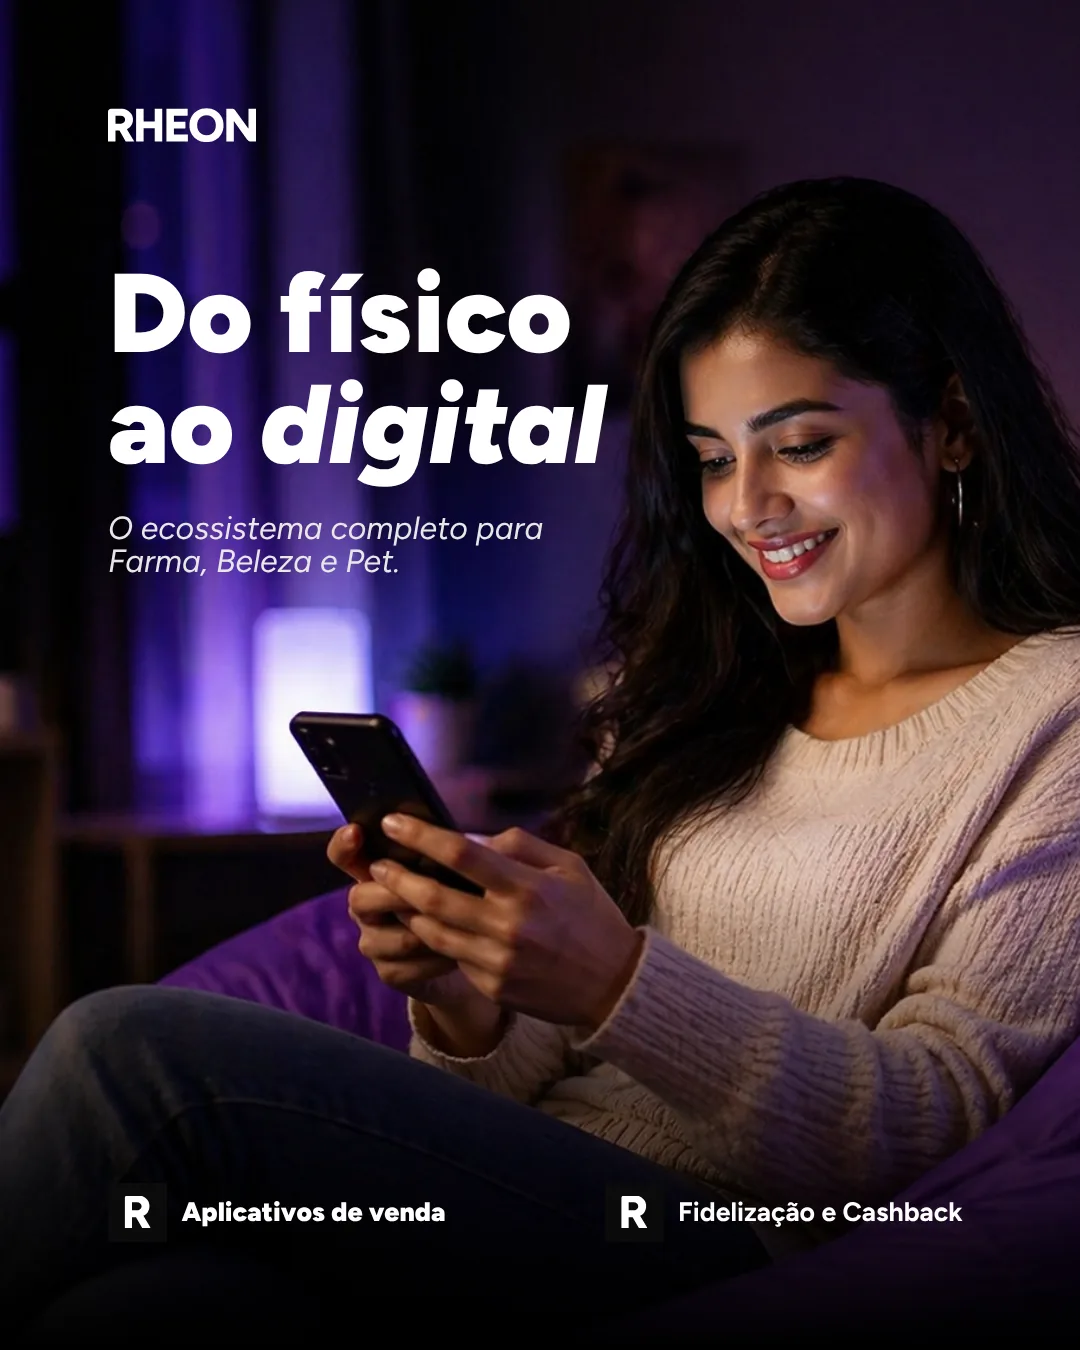 RHEON
Do físico
ao digital
O ecossistema completo para
Farma, Beleza e Pet.
R Aplicativos de venda
R Fidelização e Cashback